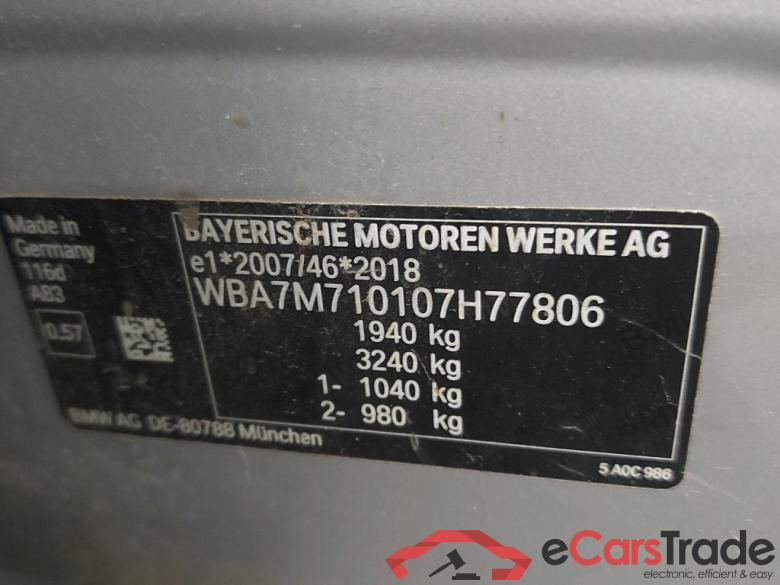 Made in
Germany
116d
A83
0.57
BAYERISCHE MOTOREN WERKE AG
e1*2007/46*2018
WBA7M710107H77806
1940 kg
3240 kg
1- 1040 kg
2- 980 kg
BMW AG DE-80788 München
5 A0C 986
eCarsTrade
electronic, efficient & easy